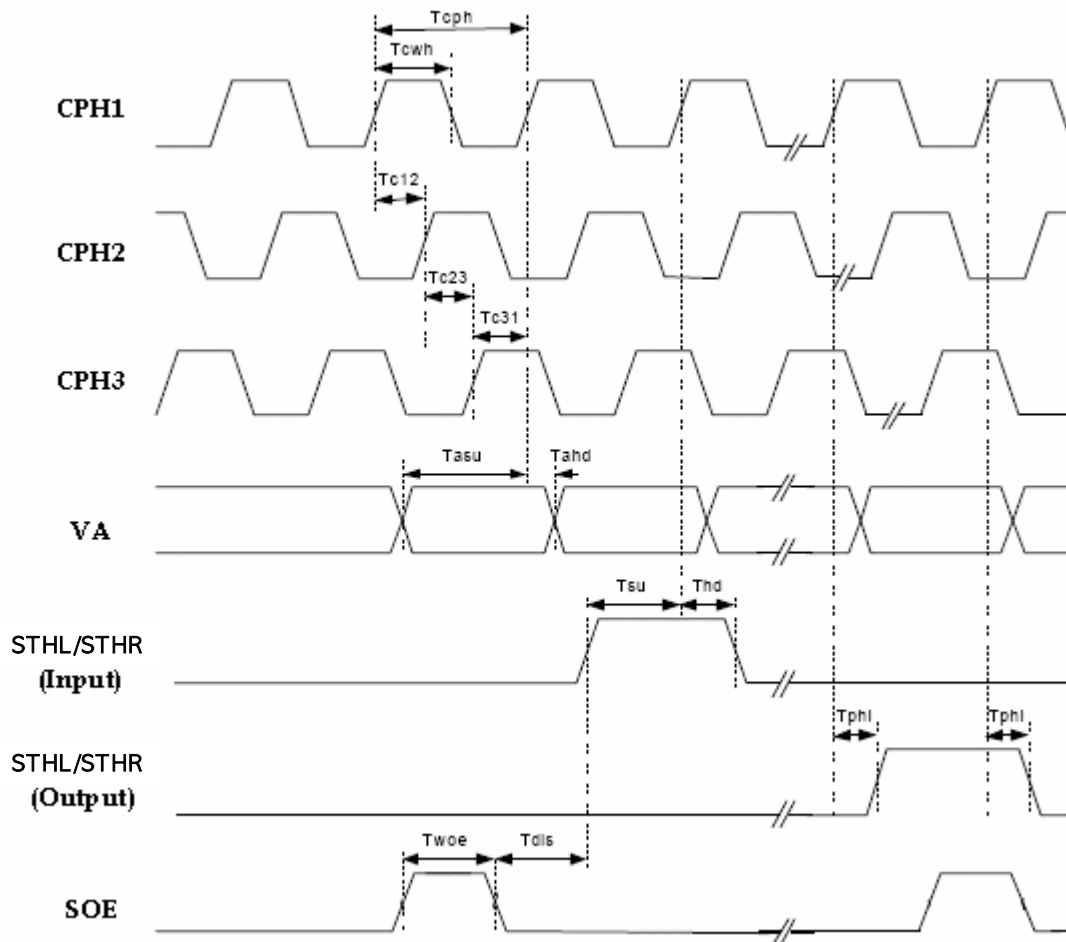 Tcph
Tcwh
CPH1
Tc12
CPH2
Tc23
Tc31
CPH3
Tasu
Tahd
VA
Tsu
Thd
STHL/STHR
(Input)
Tphl
Tphl
STHL/STHR
(Output)
Twoe
Tdis
SOE